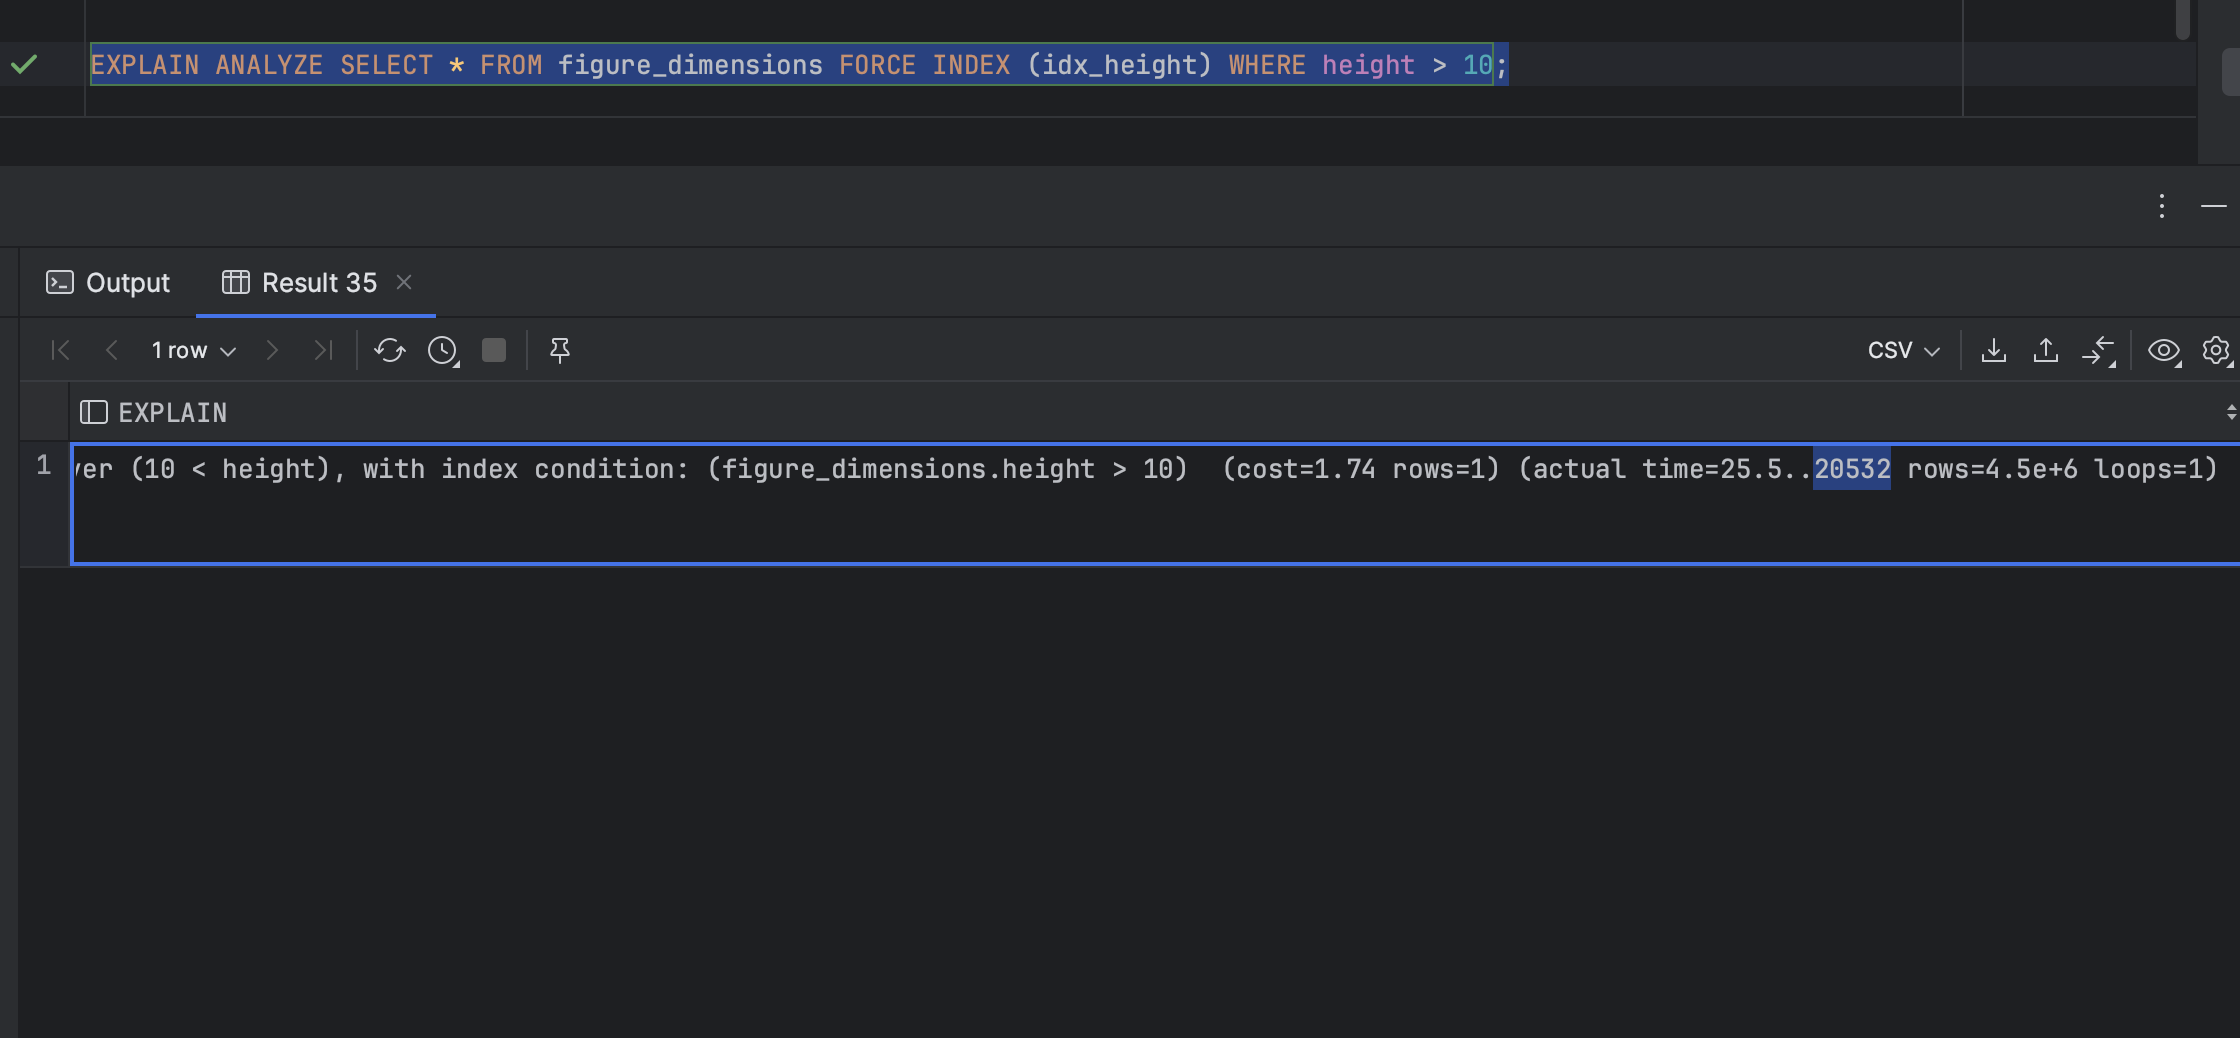 EXPLAIN ANALYZE SELECT * FROM figure_dimensions FORCE INDEX (idx_height) WHERE height > 10;
Output Result 35
1 row CSV
EXPLAIN
1 (10 < height), with index condition: (figure_dimensions.height > 10)  (cost=1.74 rows=1) (actual time=25.5..20532 rows=4.5e+6 loops=1)